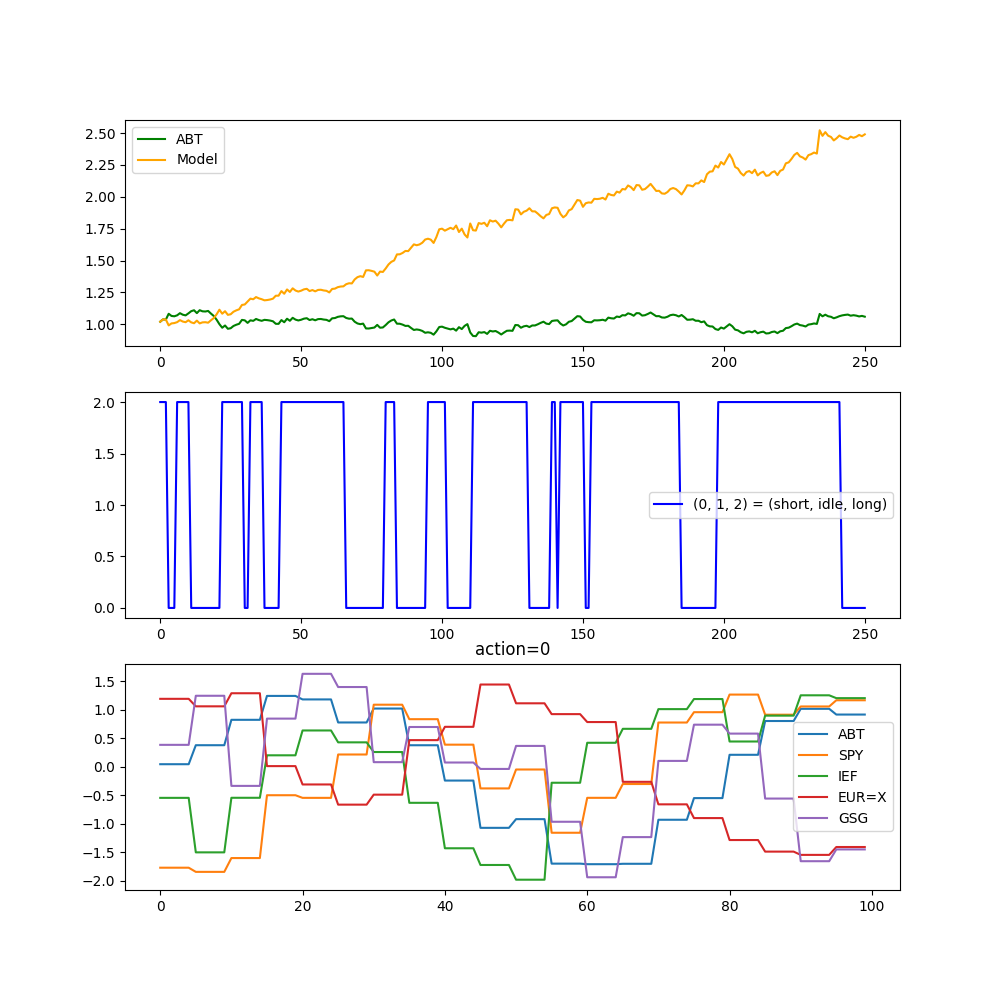 2.50
2.25
2.00
1.75
1.50
1.25
1.00
ABT
Model
0 50 100 150 200 250
2.0
1.5
1.0
0.5
0.0
(0, 1, 2) = (short, idle, long)
0 50 100 150 200 250
action=0
1.5
1.0
0.5
0.0
−0.5
−1.0
−1.5
−2.0
ABT
SPY
IEF
EUR=X
GSG
0 20 40 60 80 100